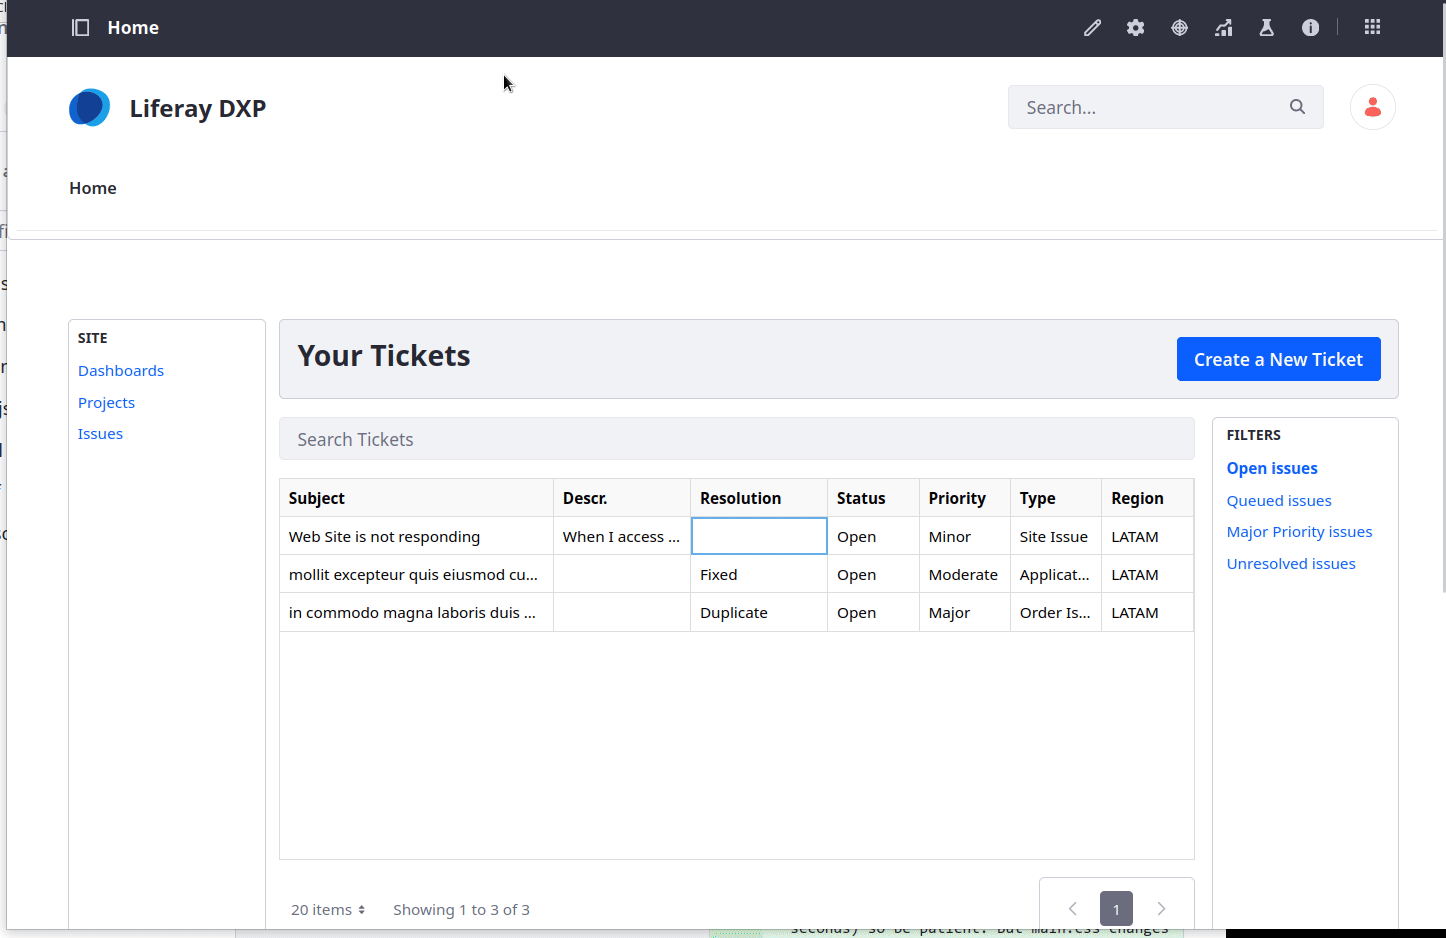 Home
Liferay DXP
Search...
Home
SITE
Dashboards
Projects
Issues
Your Tickets
Create a New Ticket
Search Tickets
Subject Descr. Resolution Status Priority Type Region
Web Site is not responding When I access ... Open Minor Site Issue LATAM
mollit excepteur quis eiusmod cu... Fixed Open Moderate Applicat... LATAM
in commodo magna laboris duis ... Duplicate Open Major Order Is... LATAM
FILTERS
Open issues
Queued issues
Major Priority issues
Unresolved issues
20 items Showing 1 to 3 of 3
1
seconds) so be patient. But main.css changes